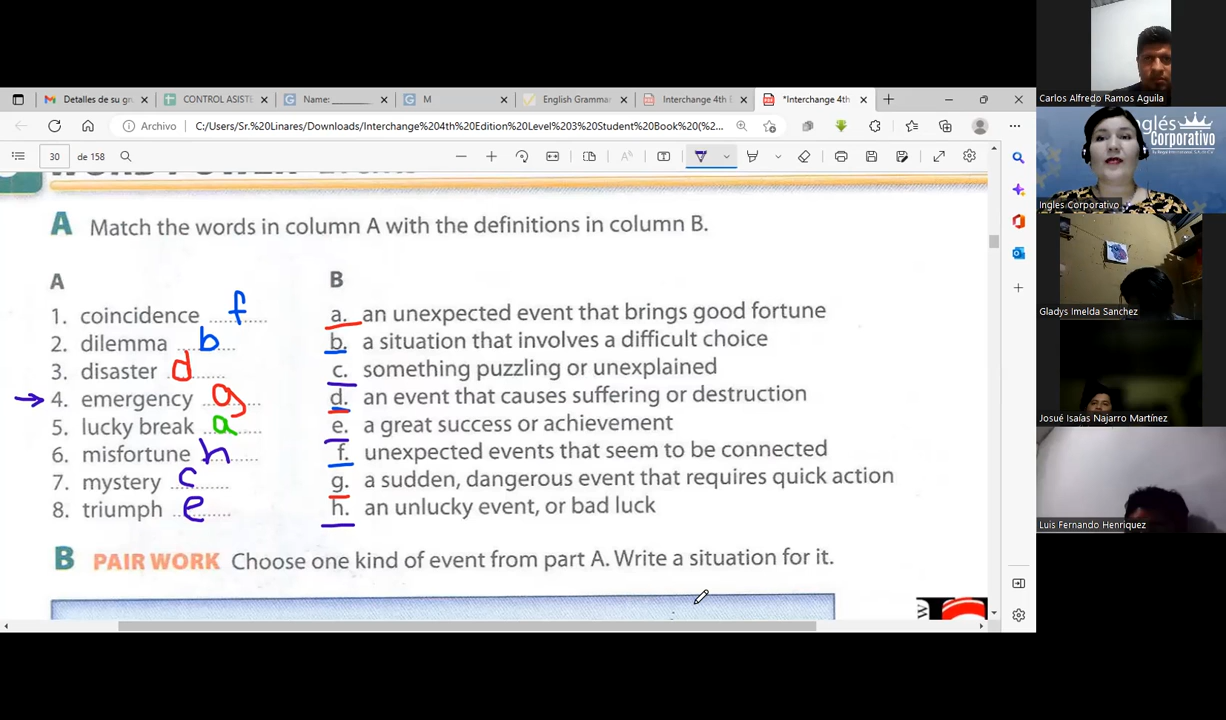 Detalles de su gru
CONTROL ASISTE
Name: ________
M
English Grammar
Interchange 4th E
*Interchange 4th
Archivo
C:/Users/Sr.%20Linares/Downloads/Interchange%204th%20Edition%20Level%203%20Student%20Book%20(%2...
30 de 158
A Match the words in column A with the definitions in column B.
A
1. coincidence f
2. dilemma b
3. disaster d
→ 4. emergency g
5. lucky break a
6. misfortune h
7. mystery c
8. triumph e
B
a. an unexpected event that brings good fortune
b. a situation that involves a difficult choice
c. something puzzling or unexplained
d. an event that causes suffering or destruction
e. a great success or achievement
f. unexpected events that seem to be connected
g. a sudden, dangerous event that requires quick action
h. an unlucky event, or bad luck
B PAIR WORK Choose one kind of event from part A. Write a situation for it.
Carlos Alfredo Ramos Aguila
Inglés
Corporativo
Ingles Corporativo
Gladys Imelda Sanchez
Josué Isaías Najarro Martínez
Luis Fernando Henriquez